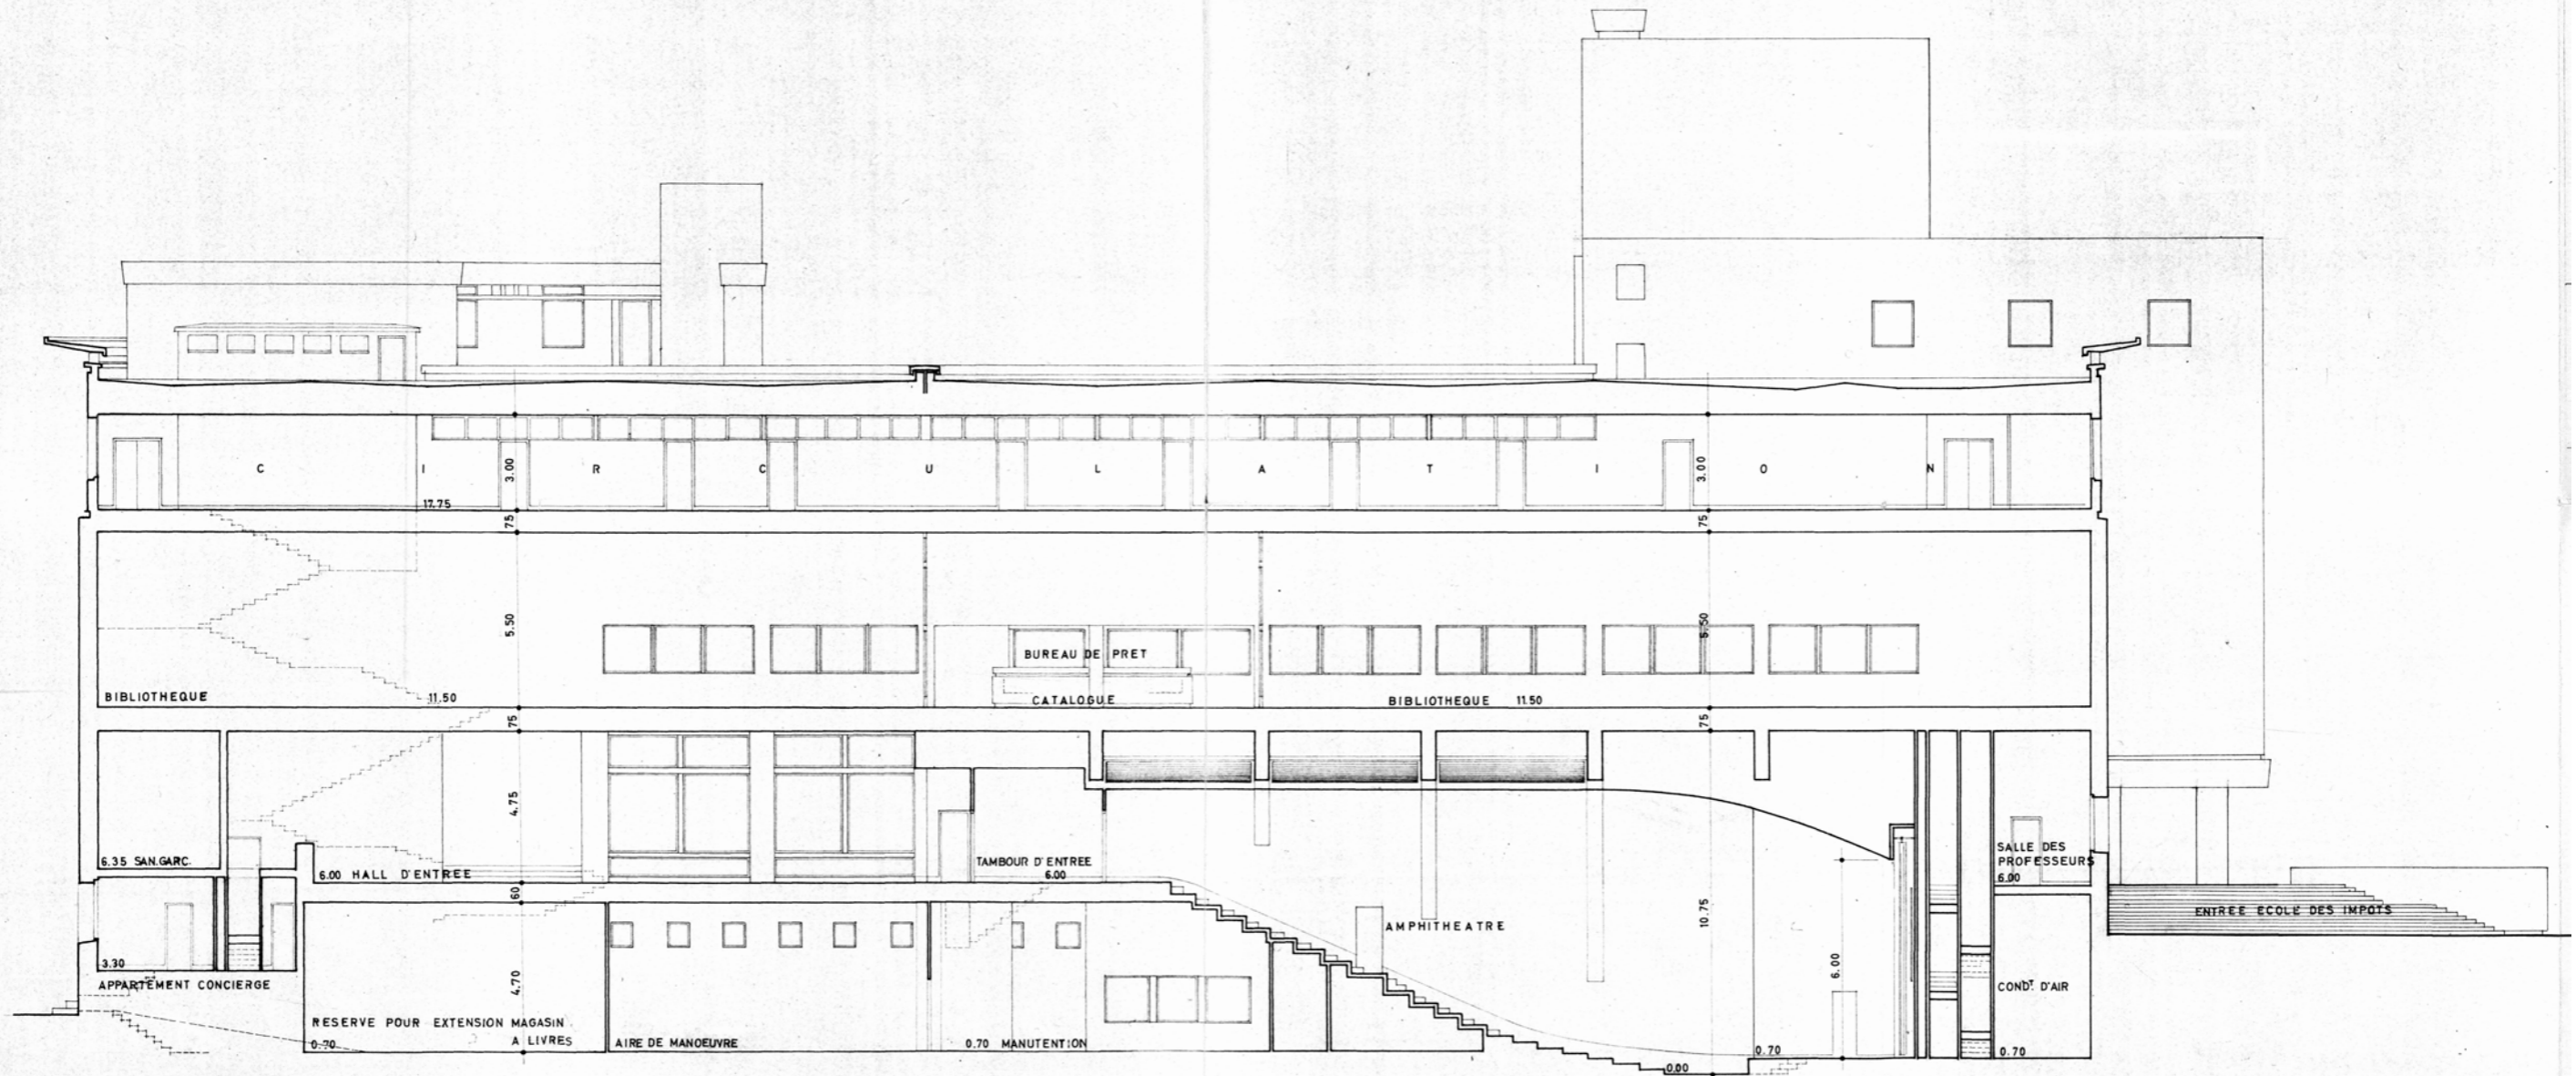 C I R C U L A T I O N
3.00
3.00
17.75
75
75
5.50
5.50
BUREAU DE PRET
BIBLIOTHEQUE
11.50
CATALOGUE
BIBLIOTHEQUE 11.50
75
75
4.75
6.35 SAN.GARC.
6.00 HALL D'ENTREE
TAMBOUR D'ENTREE
6.00
SALLE DES
PROFESSEURS
6.00
60
AMPHITHEATRE
10.75
ENTREE ECOLE DES IMPOTS
3.30
APPARTEMENT CONCIERGE
4.70
6.00
CONDT. D'AIR
RESERVE POUR EXTENSION MAGASIN
A LIVRES
0.70
AIRE DE MANOEUVRE
0.70 MANUTENTION
0.70
0.70
0.00